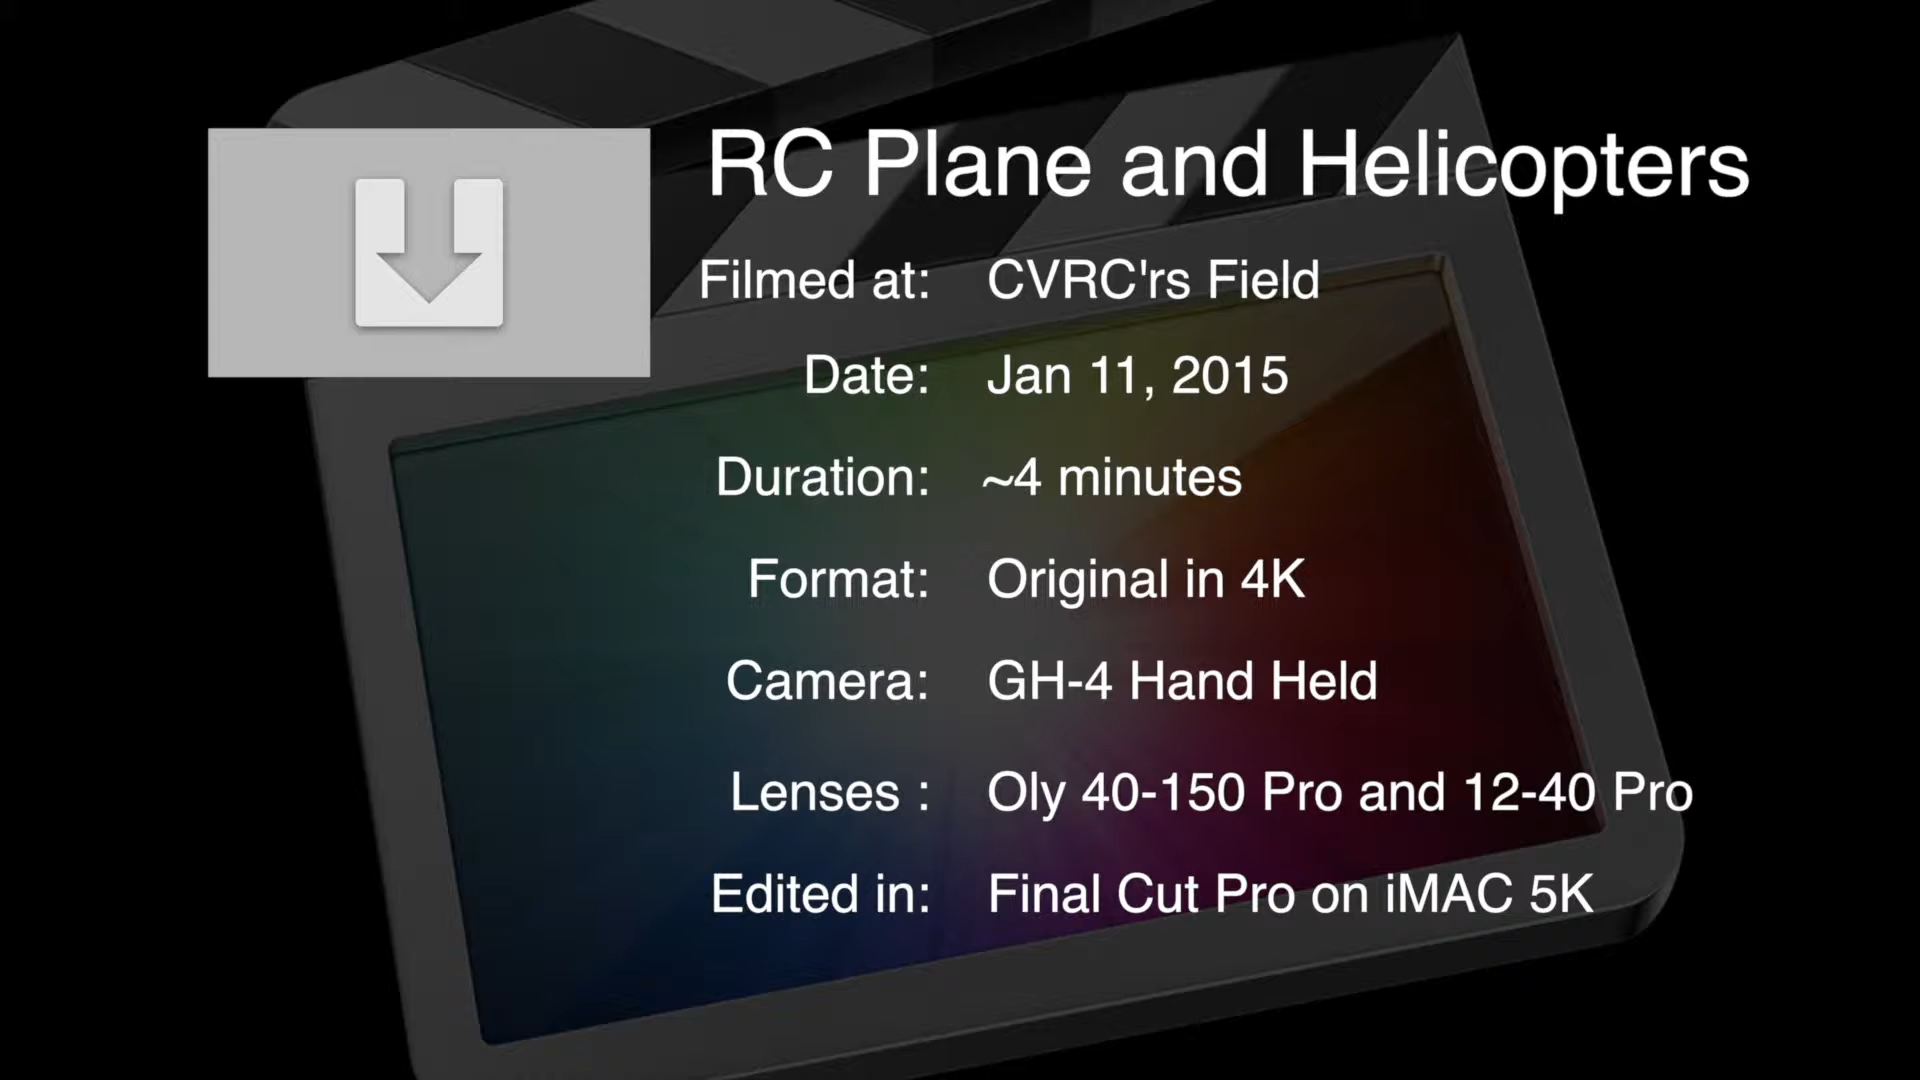 RC Plane and Helicopters
Filmed at: CVRC'rs Field
Date: Jan 11, 2015
Duration: ~4 minutes
Format: Original in 4K
Camera: GH-4 Hand Held
Lenses : Oly 40-150 Pro and 12-40 Pro
Edited in: Final Cut Pro on iMAC 5K